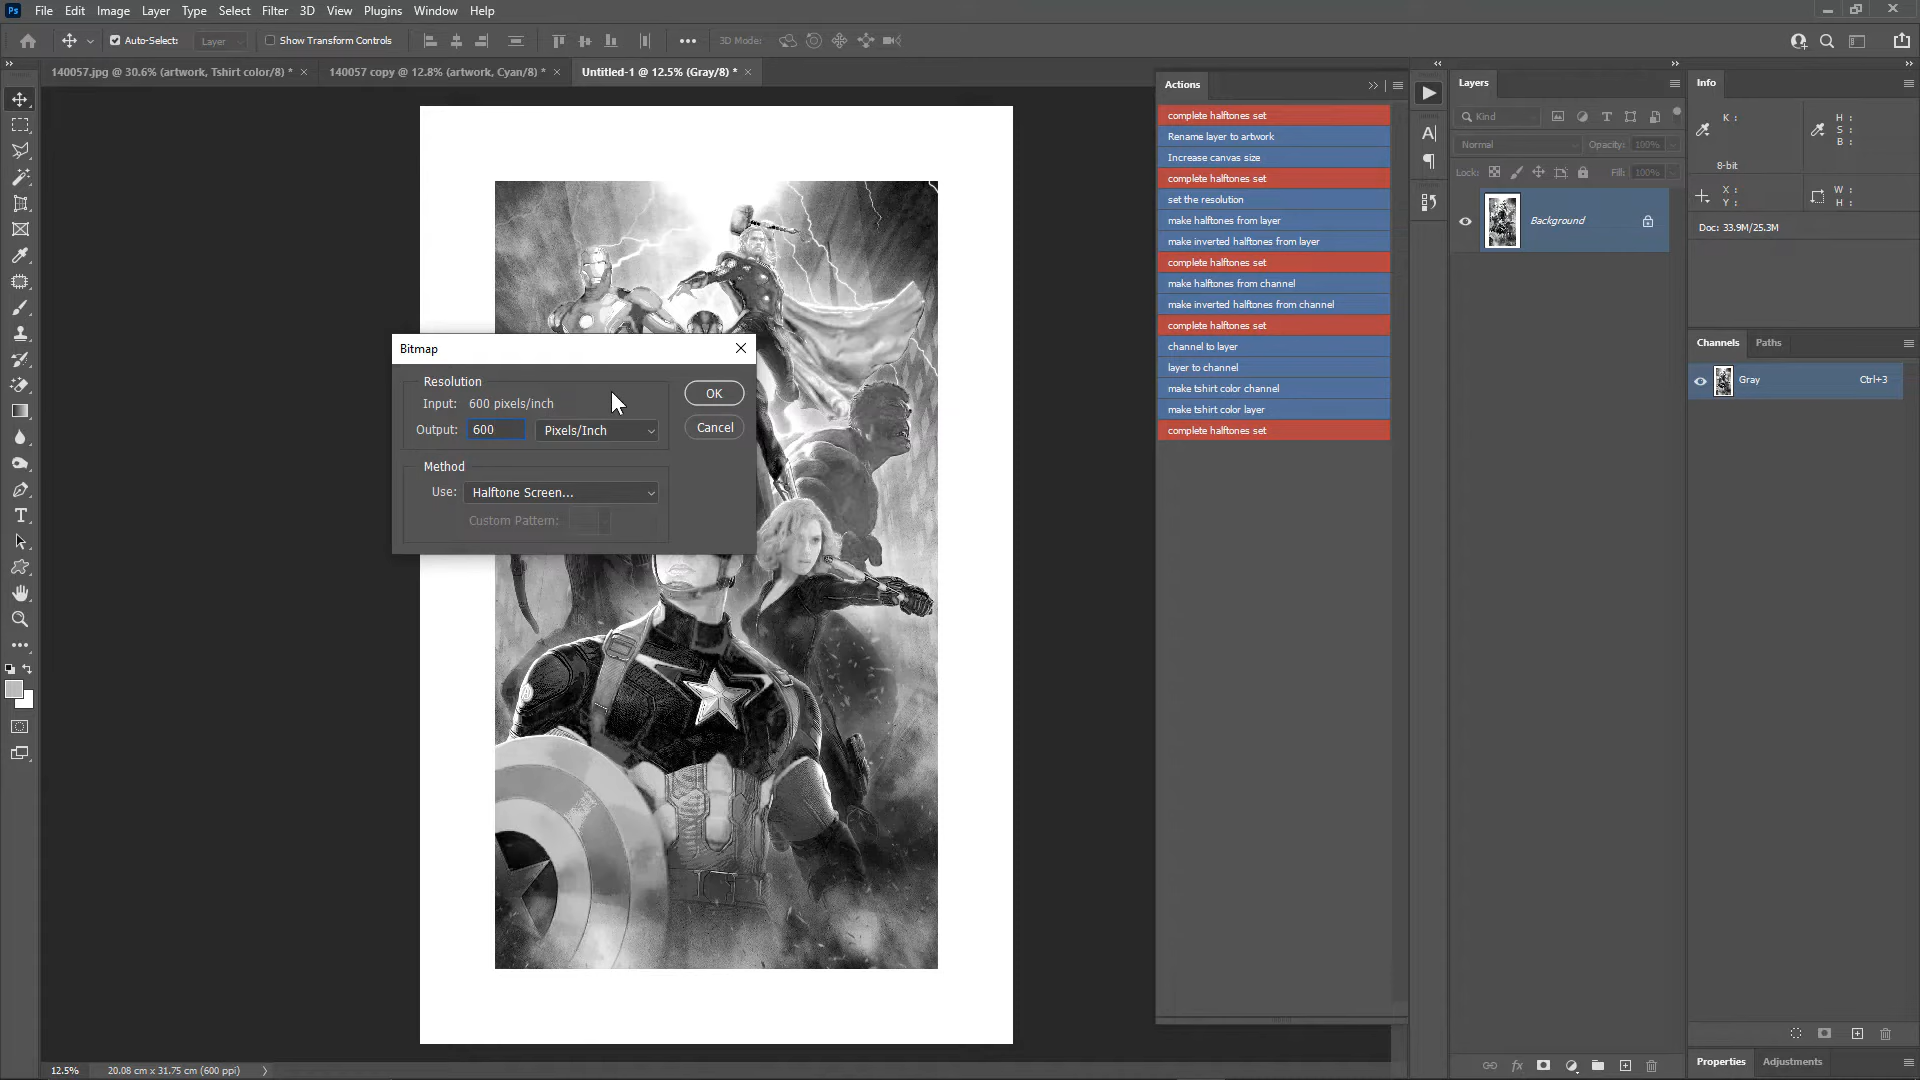 Ps File Edit Image Layer Type Select Filter 3D View Plugins Window Help
Auto-Select: Layer Show Transform Controls 3D Mode:
140057.jpg @ 30.6% (artwork, Tshirt color/8) * 140057 copy @ 12.8% (artwork, Cyan/8) * Untitled-1 @ 12.5% (Gray/8) *
Actions
complete halftones set
Rename layer to artwork
Increase canvas size
complete halftones set
set the resolution
make halftones from layer
make inverted halftones from layer
complete halftones set
make halftones from channel
make inverted halftones from channel
complete halftones set
channel to layer
layer to channel
make tshirt color channel
make tshirt color layer
complete halftones set
Bitmap
Resolution
Input: 600 pixels/inch
Output: 600 Pixels/Inch
OK
Cancel
Method
Use: Halftone Screen...
Custom Pattern:
Layers
Kind
Normal Opacity: 100%
Lock: Fill: 100%
Background
Info
K :
8-bit
H :
S :
B :
X :
Y :
W :
H :
Doc: 33.9M/25.3M
Channels Paths
Gray Ctrl+3
Properties Adjustments
12.5% 20.08 cm x 31.75 cm (600 ppi)